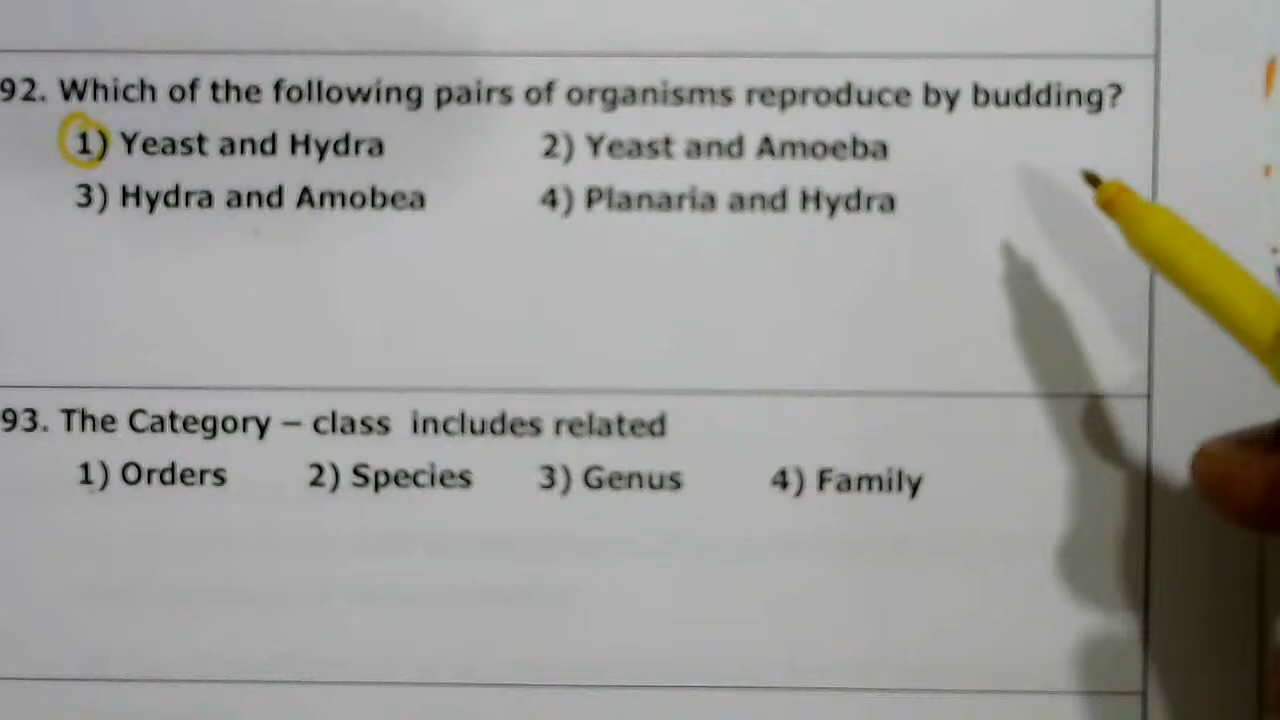 92. Which of the following pairs of organisms reproduce by budding?
1) Yeast and Hydra 2) Yeast and Amoeba
3) Hydra and Amobea 4) Planaria and Hydra
93. The Category – class includes related
1) Orders 2) Species 3) Genus 4) Family